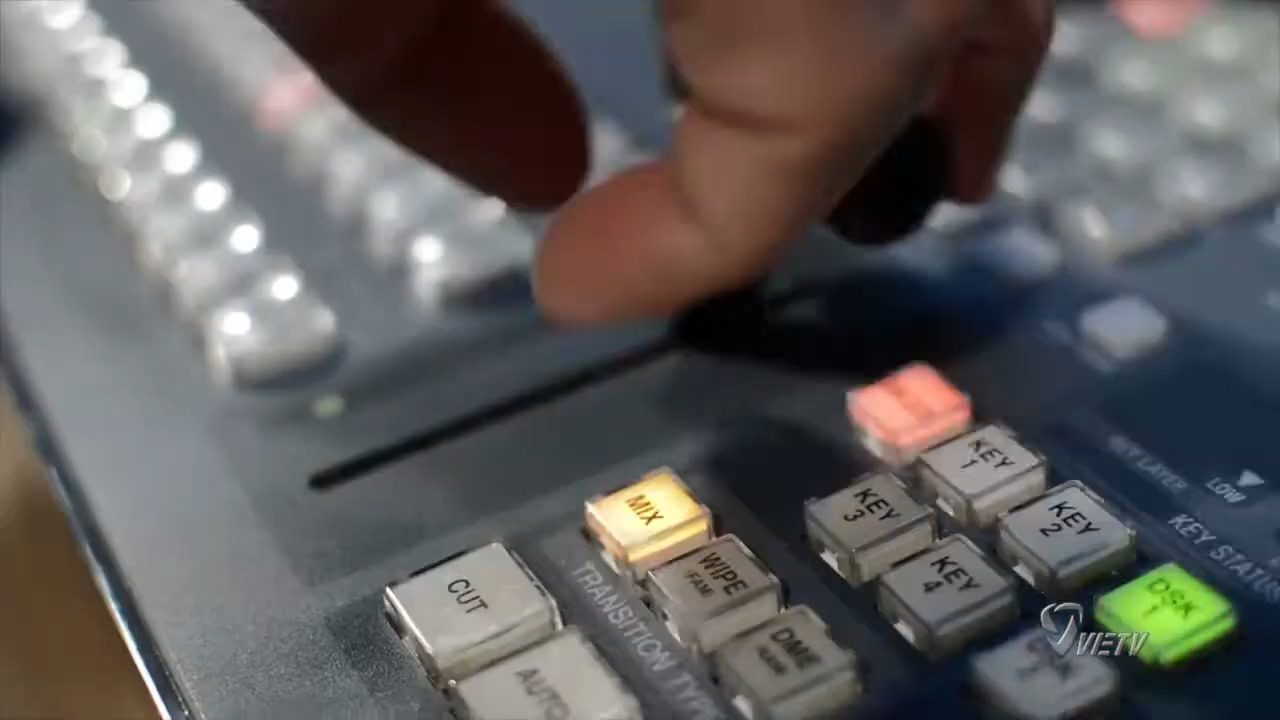 KEY LAYER
LOW
KEY
1
KEY
2
KEY
3
KEY
4
KEY STATUS
MIX
WIPE
FAM
DME
CUT
AUTO
TRANSITION TYPE
DSK
1
VIETV